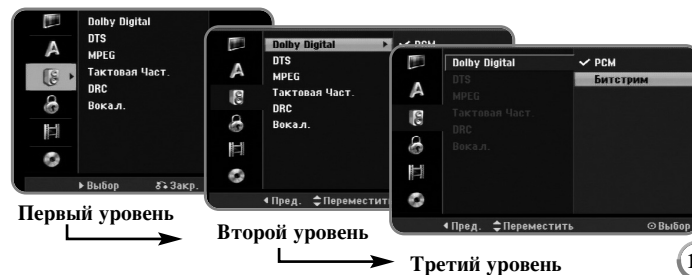 Dolby Digital
DTS
MPEG
Тактовая Част.
DRC
Вокал.
Выбор Закр.
Первый уровень
Dolby Digital PCM
DTS
MPEG
Тактовая Част.
DRC
Вокал.
Пред. Переместить
Второй уровень
Dolby Digital PCM
DTS Битстрим
MPEG
Тактовая Част.
DRC
Вокал.
Пред. Переместить Выбор
Третий уровень